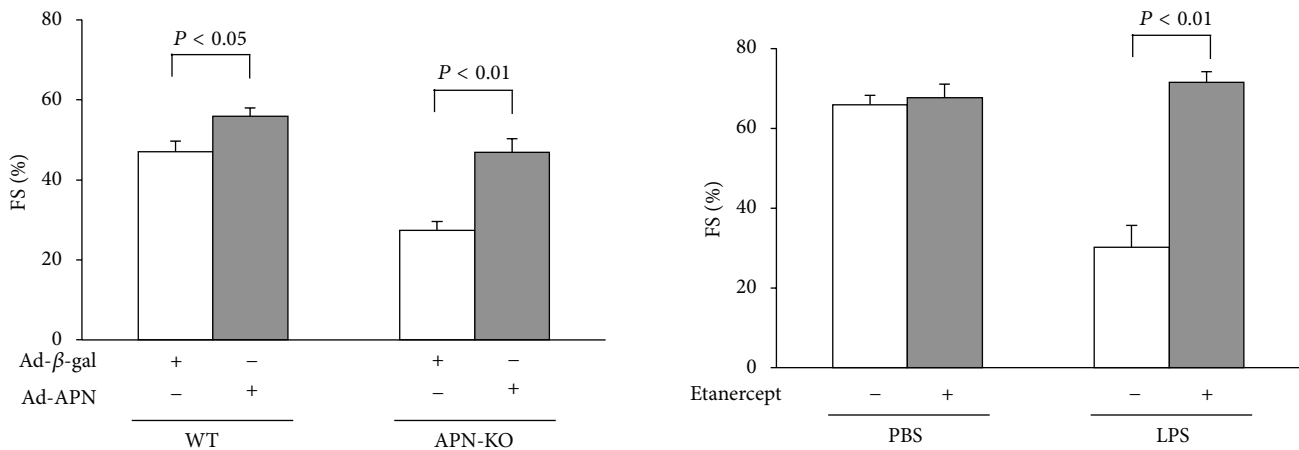 80
60
40
20
0
FS (%)
P < 0.05
P < 0.01
Ad-β-gal + − + −
Ad-APN − + − +
WT APN-KO
80
60
40
20
0
FS (%)
P < 0.01
Etanercept − + − +
PBS LPS